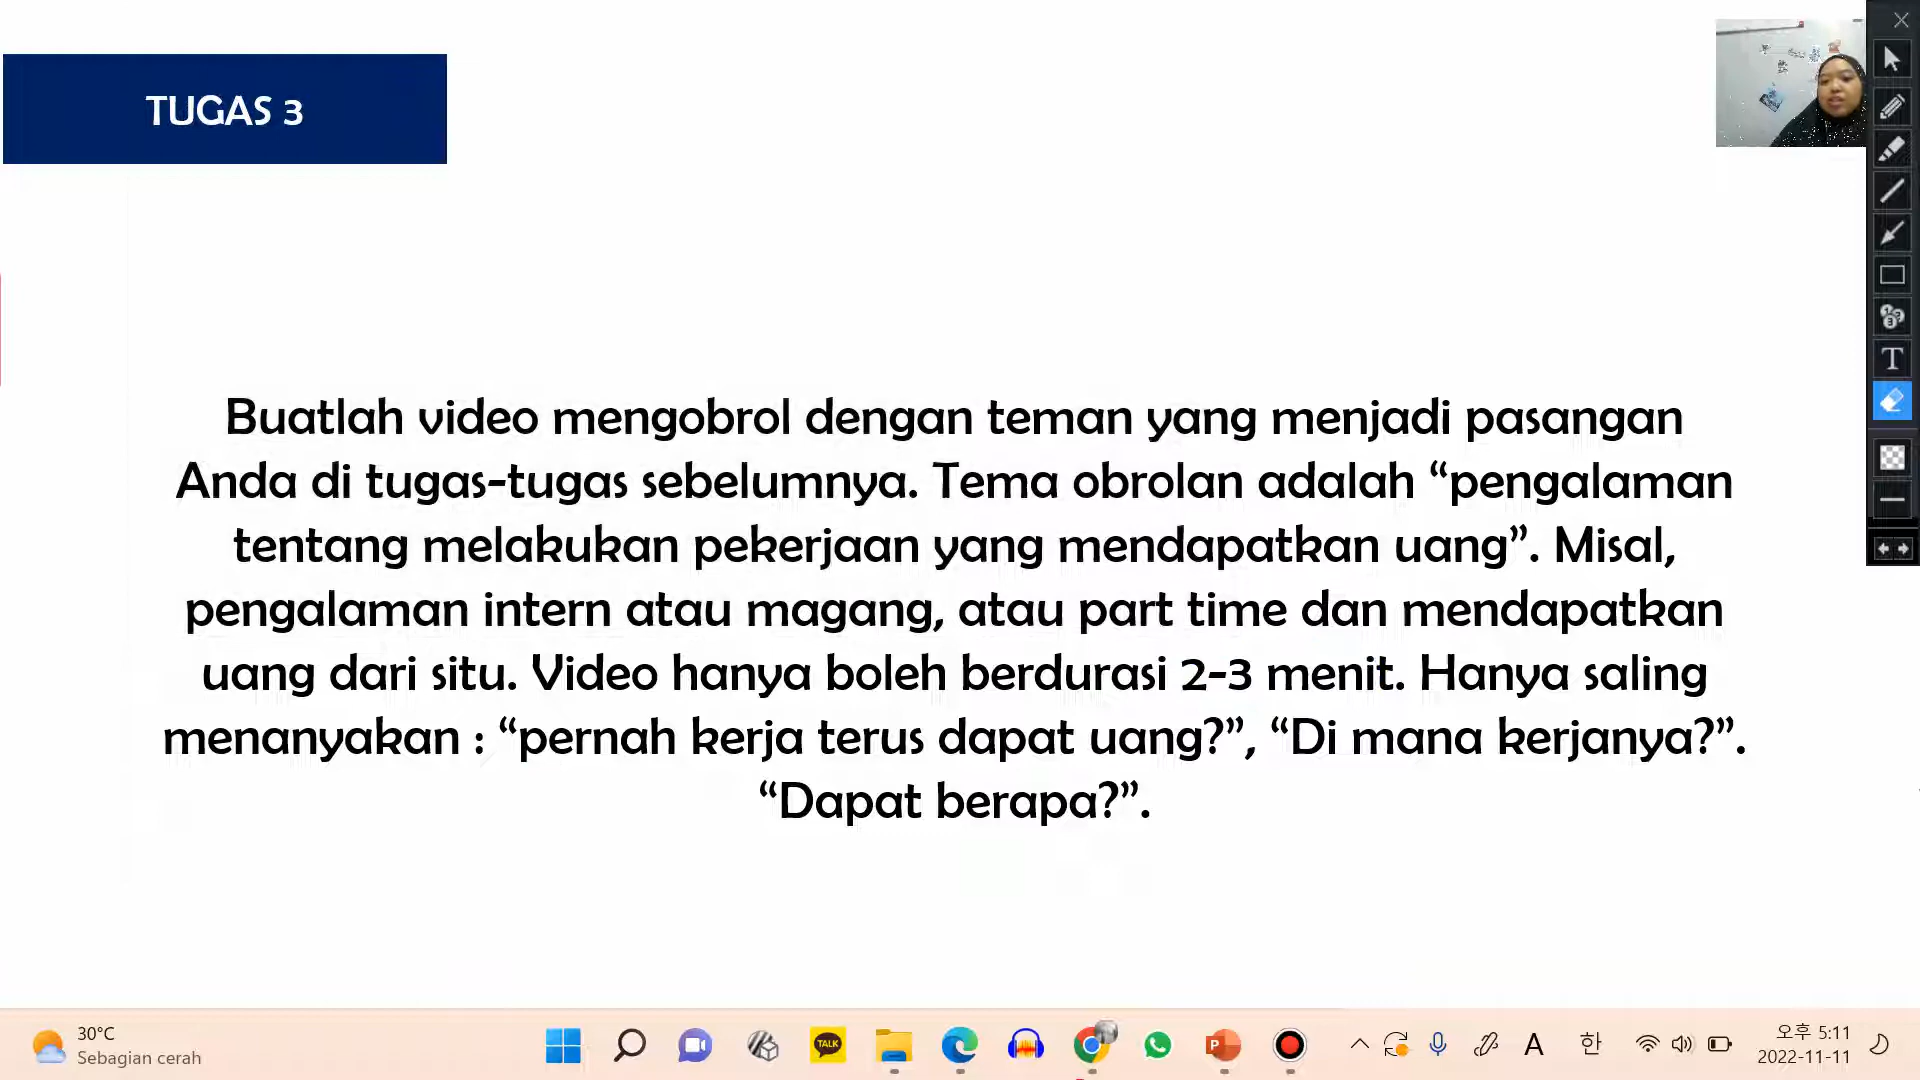 TUGAS 3
Buatlah video mengobrol dengan teman yang menjadi pasangan
Anda di tugas-tugas sebelumnya. Tema obrolan adalah “pengalaman
tentang melakukan pekerjaan yang mendapatkan uang”. Misal,
pengalaman intern atau magang, atau part time dan mendapatkan
uang dari situ. Video hanya boleh berdurasi 2-3 menit. Hanya saling
menanyakan : “pernah kerja terus dapat uang?”, “Di mana kerjanya?”.
“Dapat berapa?”.
T
30°C
Sebagian cerah
TALK
P
A
한
오후 5:11
2022-11-11